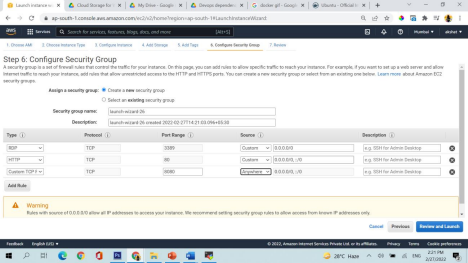 Launch instance wi
Cloud Storage for
My Drive - Google
Devops dependenc
docker gif - Google
Ubuntu - Official I
ap-south-1.console.aws.amazon.com/ec2/v2/home?region=ap-south-1#LaunchInstanceWizard:
Services
Search for services, features, blogs, docs, and more
[Alt+S]
Mumbai
akshat
1. Choose AMI 2. Choose Instance Type 3. Configure Instance 4. Add Storage 5. Add Tags 6. Configure Security Group 7. Review
Step 6: Configure Security Group
A security group is a set of firewall rules that control the traffic for your instance. On this page, you can add rules to allow specific traffic to reach your instance. For example, if you want to set up a web server and allow
Internet traffic to reach your instance, add rules that allow unrestricted access to the HTTP and HTTPS ports. You can create a new security group or select from an existing one below. Learn more about Amazon EC2
security groups.
Assign a security group: Create a new security group
Select an existing security group
Security group name: launch-wizard-26
Description: launch-wizard-26 created 2022-02-27T14:21:03.096+05:30
Type Protocol Port Range Source Description
RDP TCP 3389 Custom 0.0.0.0/0 e.g. SSH for Admin Desktop
HTTP TCP 80 Custom 0.0.0.0/0, ::/0 e.g. SSH for Admin Desktop
Custom TCP F TCP 8080 Anywhere 0.0.0.0/0, ::/0 e.g. SSH for Admin Desktop
Add Rule
Warning
Rules with source of 0.0.0.0/0 allow all IP addresses to access your instance. We recommend setting security group rules to allow access from known IP addresses only.
Cancel Previous Review and Launch
Feedback English (US) © 2022, Amazon Internet Services Private Ltd. or its affiliates. Privacy Terms Cookie preferences
28°C Haze ENG 2:21 PM
2/27/2022